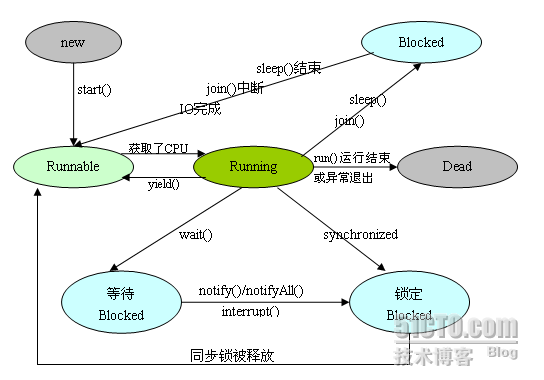 new
Blocked
sleep()结束
join()中断
IO完成
start()
sleep()
join()
获取了CPU
Runnable
Running
run()运行结束
或异常退出
Dead
yield()
wait()
synchronized
等待
Blocked
notify()/notifyAll()
interrupt()
锁定
Blocked
51CTO.com
技术博客 Blog
同步锁被释放